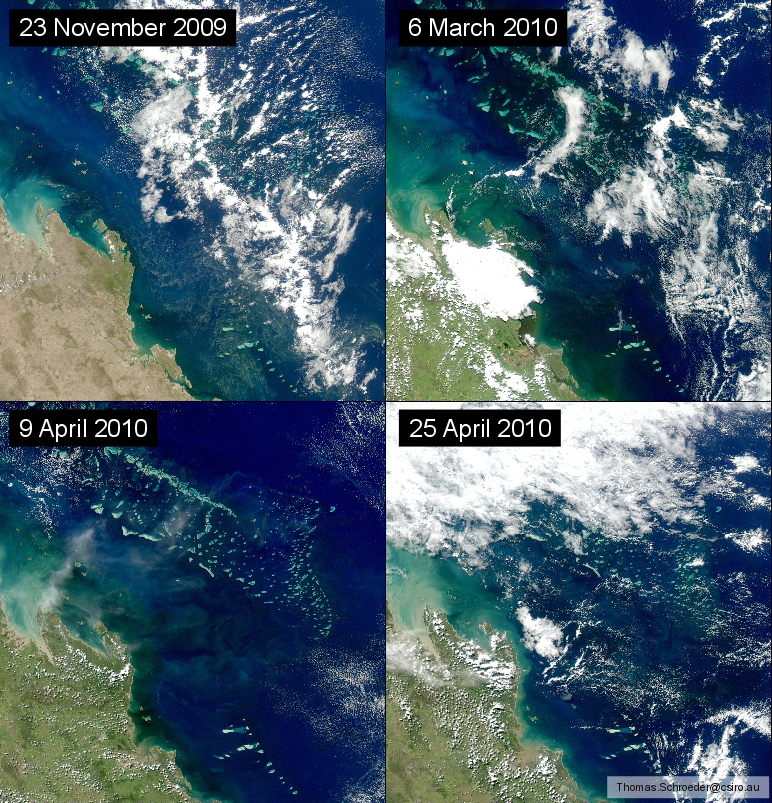 23 November 2009
6 March 2010
9 April 2010
25 April 2010
Thomas.Schroeder@csiro.au